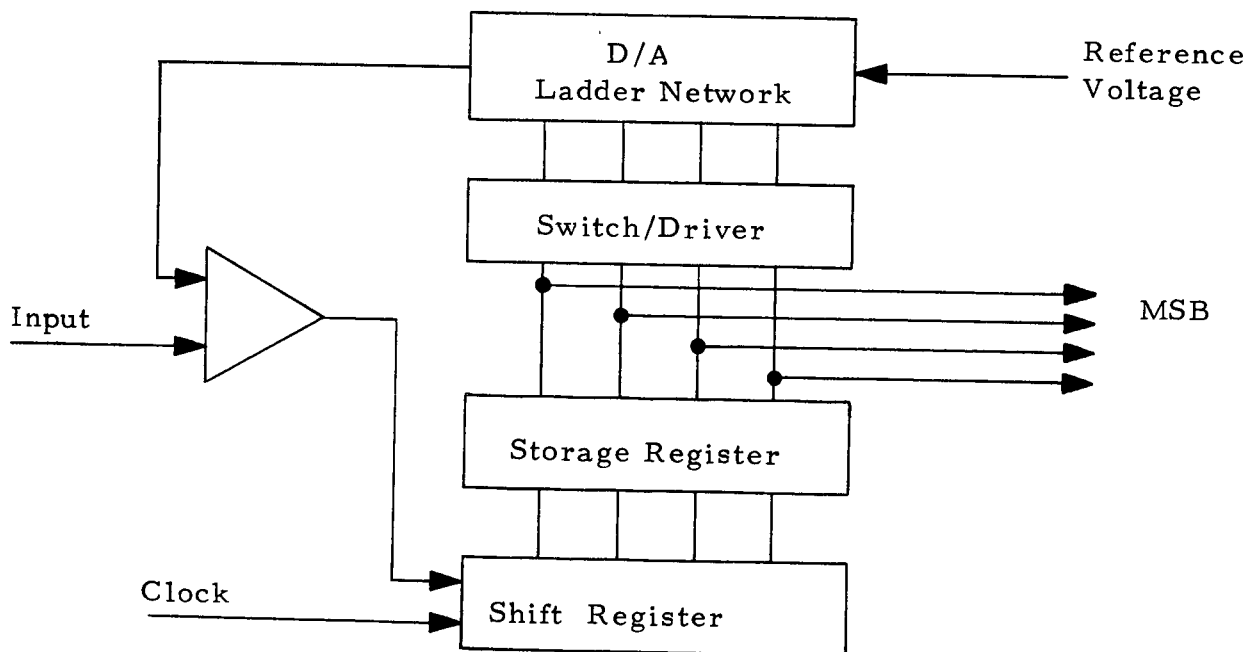 D/A
Ladder Network
Reference
Voltage
Switch/Driver
Input
MSB
Storage Register
Clock
Shift Register